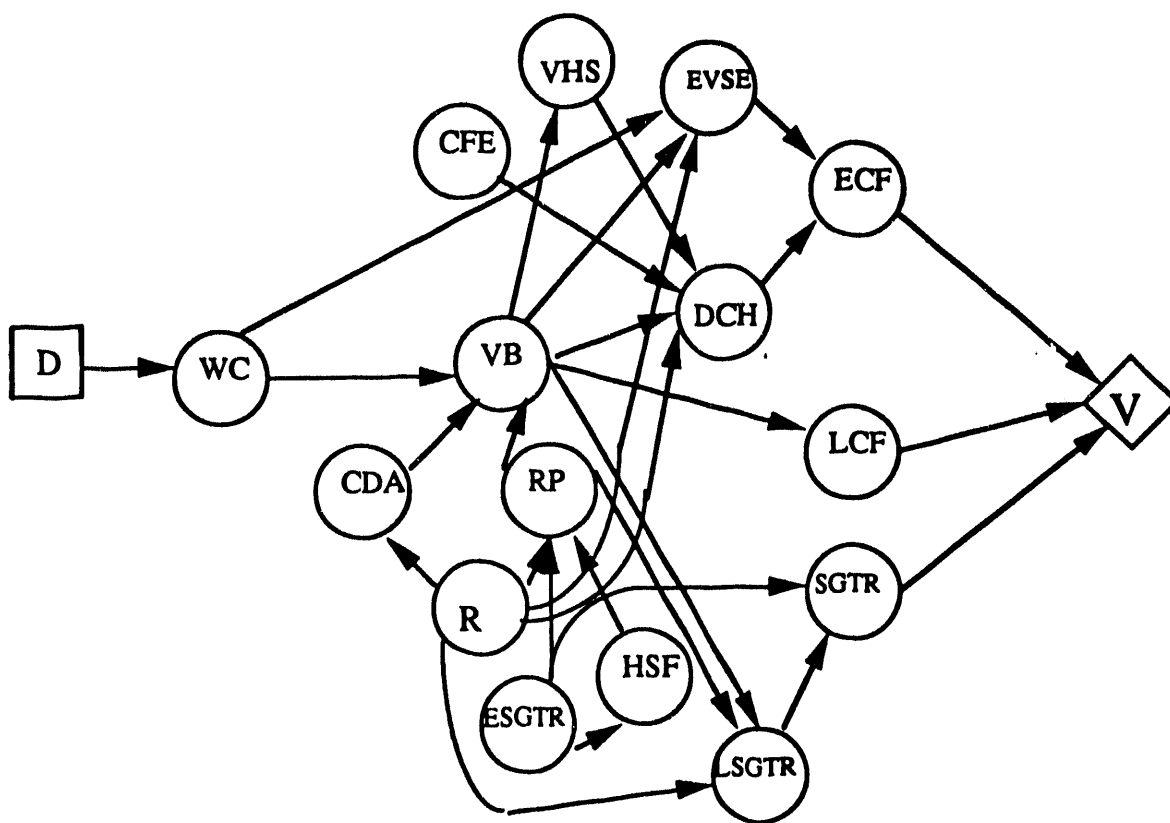 VHS
EVSE
CFE
ECF
DCH
D
WC
VB
V
LCF
CDA
RP
SGTR
R
HSF
ESGTR
LSGTR